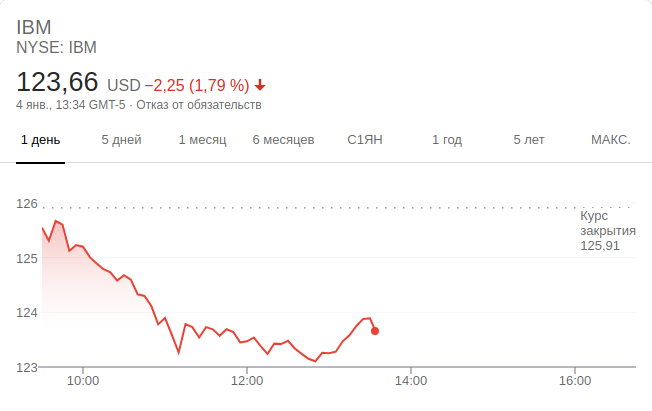 IBM
NYSE: IBM
123,66 USD −2,25 (1,79 %)
4 янв., 13:34 GMT-5 · Отказ от обязательств
1 день 5 дней 1 месяц 6 месяцев С1ЯН 1 год 5 лет МАКС.
126
Курс
закрытия
125,91
125
124
123
10:00 12:00 14:00 16:00